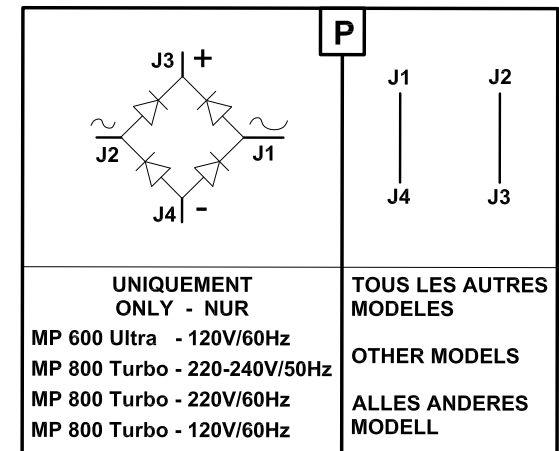 P
J3 +
J2
J1
J4 -
J1 J2
J4 J3
UNIQUEMENT
ONLY - NUR
MP 600 Ultra - 120V/60Hz
MP 800 Turbo - 220-240V/50Hz
MP 800 Turbo - 220V/60Hz
MP 800 Turbo - 120V/60Hz
TOUS LES AUTRES
MODELES
OTHER MODELS
ALLES ANDERES
MODELL